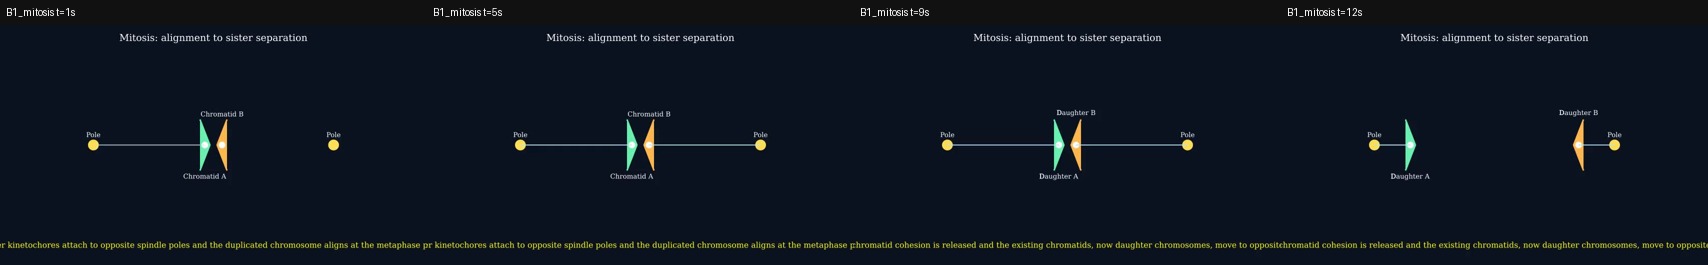 B1_mitosis t=1s
Mitosis: alignment to sister separation
Chromatid B
Pole
Pole
Chromatid A
kinetochores attach to opposite spindle poles and the duplicated chromosome aligns at the metaphase
B1_mitosis t=5s
Mitosis: alignment to sister separation
Chromatid B
Pole
Pole
Chromatid A
kinetochores attach to opposite spindle poles and the duplicated chromosome aligns at the metaphase
B1_mitosis t=9s
Mitosis: alignment to sister separation
Daughter B
Pole
Pole
Daughter A
chromatid cohesion is released and the existing chromatids, now daughter chromosomes, move to
B1_mitosis t=12s
Mitosis: alignment to sister separation
Daughter B
Pole
Pole
Daughter A
chromatid cohesion is released and the existing chromatids, now daughter chromosomes, move to opposite